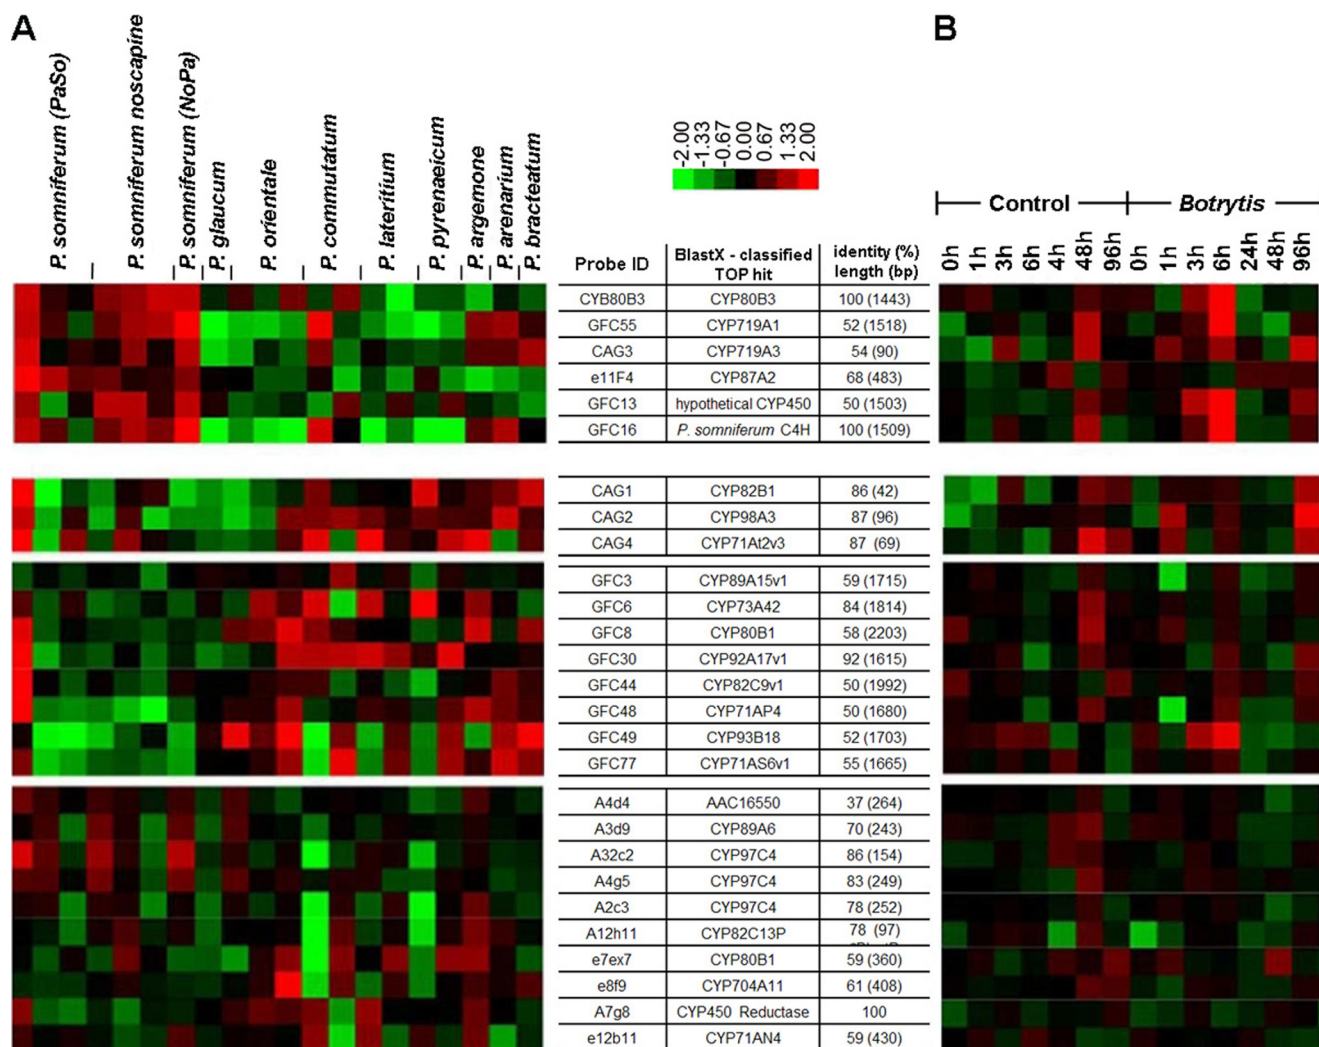 A
B
P. somniferum (PaSo)
P. somniferum noscapine
P. somniferum (NoPa)
P. glaucum
P. orientale
P. commutatum
P. lateritium
P. pyrenaeicum
P. argemone
P. arenarium
P. bracteatum
-2.00
-1.33
-0.67
0.00
0.67
1.33
2.00
Control
Botrytis
0h 1h 3h 6h 4h 48h 96h 0h 1h 3h 6h 24h 48h 96h
Probe ID BlastX - classified TOP hit identity (%) length (bp)
CYB80B3 CYP80B3 100 (1443)
GFC55 CYP719A1 52 (1518)
CAG3 CYP719A3 54 (90)
e11F4 CYP87A2 68 (483)
GFC13 hypothetical CYP450 50 (1503)
GFC16 P. somniferum C4H 100 (1509)
CAG1 CYP82B1 86 (42)
CAG2 CYP98A3 87 (96)
CAG4 CYP71At2v3 87 (69)
GFC3 CYP89A15v1 59 (1715)
GFC6 CYP73A42 84 (1814)
GFC8 CYP80B1 58 (2203)
GFC30 CYP92A17v1 92 (1615)
GFC44 CYP82C9v1 50 (1992)
GFC48 CYP71AP4 50 (1680)
GFC49 CYP93B18 52 (1703)
GFC77 CYP71AS6v1 55 (1665)
A4d4 AAC16550 37 (264)
A3d9 CYP89A6 70 (243)
A32c2 CYP97C4 86 (154)
A4g5 CYP97C4 83 (249)
A2c3 CYP97C4 78 (252)
A12h11 CYP82C13P 78 (97)
e7ex7 CYP80B1 59 (360)
e8f9 CYP704A11 61 (408)
A7g8 CYP450 Reductase 100
e12b11 CYP71AN4 59 (430)